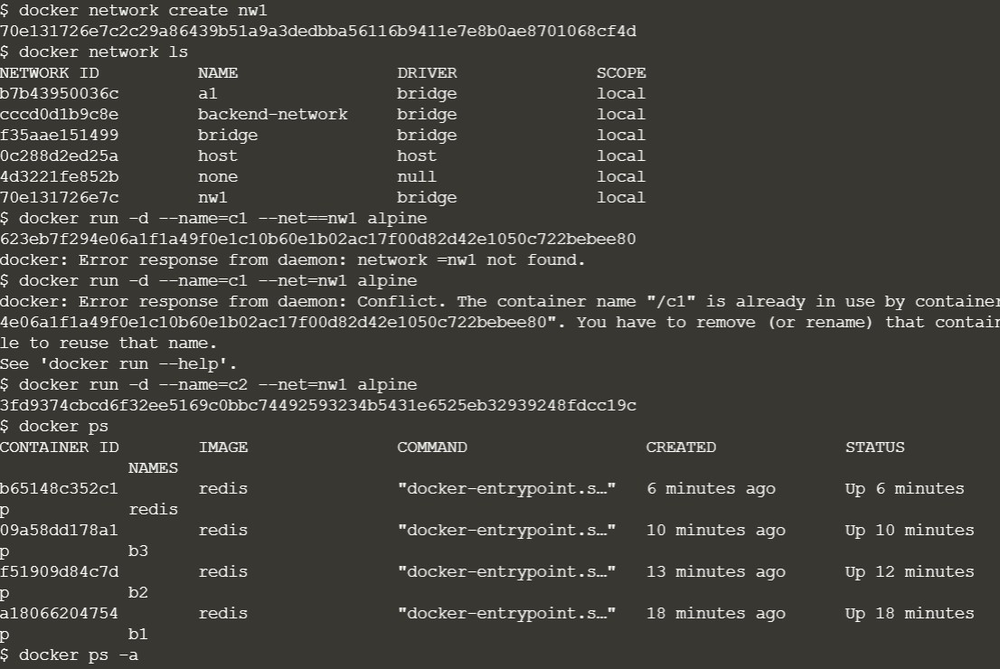 $ docker network create nw1
70e131726e7c2c29a86439b51a9a3dedbba56116b9411e7e8b0ae8701068cf4d
$ docker network ls
NETWORK ID NAME DRIVER SCOPE
b7b43950036c a1 bridge local
cccd0d1b9c8e backend-network bridge local
f35aae151499 bridge bridge local
0c288d2ed25a host host local
4d3221fe852b none null local
70e131726e7c nw1 bridge local
$ docker run -d --name=c1 --net==nw1 alpine
623eb7f294e06a1f1a49f0e1c10b60e1b02ac17f00d82d42e1050c722bebee80
docker: Error response from daemon: network =nw1 not found.
$ docker run -d --name=c1 --net=nw1 alpine
docker: Error response from daemon: Conflict. The container name "/c1" is already in use by container
4e06a1f1a49f0e1c10b60e1b02ac17f00d82d42e1050c722bebee80". You have to remove (or rename) that contain
le to reuse that name.
See 'docker run --help'.
$ docker run -d --name=c2 --net=nw1 alpine
3fd9374cbcd6f32ee5169c0bbc74492593234b5431e6525eb32939248fdcc19c
$ docker ps
CONTAINER ID IMAGE COMMAND CREATED STATUS
NAMES
b65148c352c1 redis "docker-entrypoint.s…" 6 minutes ago Up 6 minutes
p redis
09a58dd178a1 redis "docker-entrypoint.s…" 10 minutes ago Up 10 minutes
p b3
f51909d84c7d redis "docker-entrypoint.s…" 13 minutes ago Up 12 minutes
p b2
a18066204754 redis "docker-entrypoint.s…" 18 minutes ago Up 18 minutes
p b1
$ docker ps -a